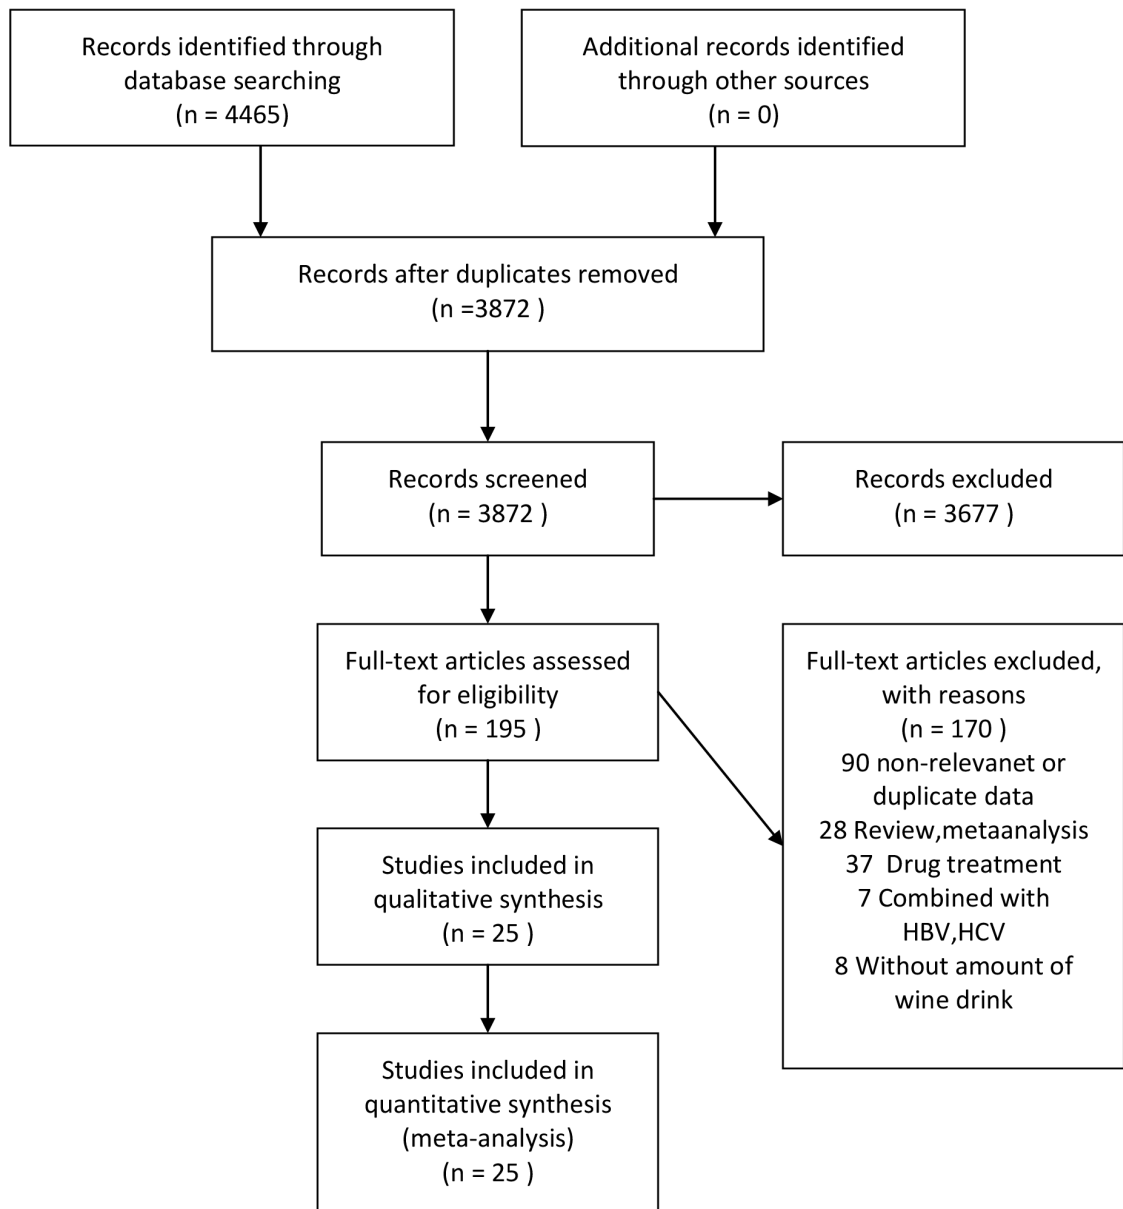 Records identified through
database searching
(n = 4465)
Additional records identified
through other sources
(n = 0)
Records after duplicates removed
(n =3872 )
Records screened
(n = 3872 )
Records excluded
(n = 3677 )
Full-text articles assessed
for eligibility
(n = 195 )
Full-text articles excluded,
with reasons
(n = 170 )
90 non-relevanet or
duplicate data
28 Review,metaanalysis
37  Drug treatment
7 Combined with
HBV,HCV
8 Without amount of
wine drink
Studies included in
qualitative synthesis
(n = 25 )
Studies included in
quantitative synthesis
(meta-analysis)
(n = 25 )